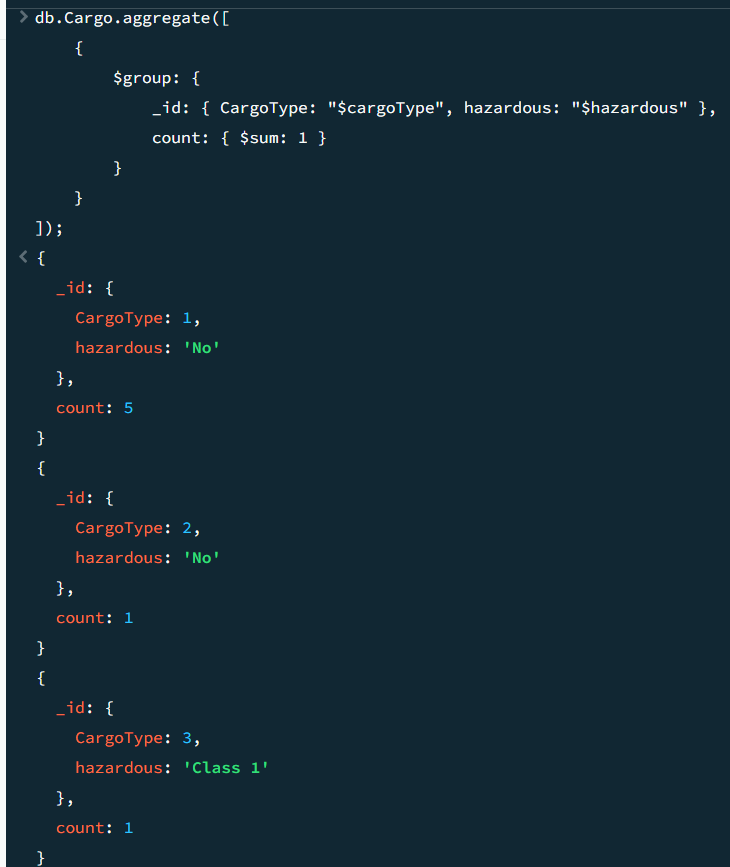 db.Cargo.aggregate([
{
$group: {
_id: { CargoType: "$cargoType", hazardous: "$hazardous" },
count: { $sum: 1 }
}
}
]);
{
_id: {
CargoType: 1,
hazardous: 'No'
},
count: 5
}
{
_id: {
CargoType: 2,
hazardous: 'No'
},
count: 1
}
{
_id: {
CargoType: 3,
hazardous: 'Class 1'
},
count: 1
}